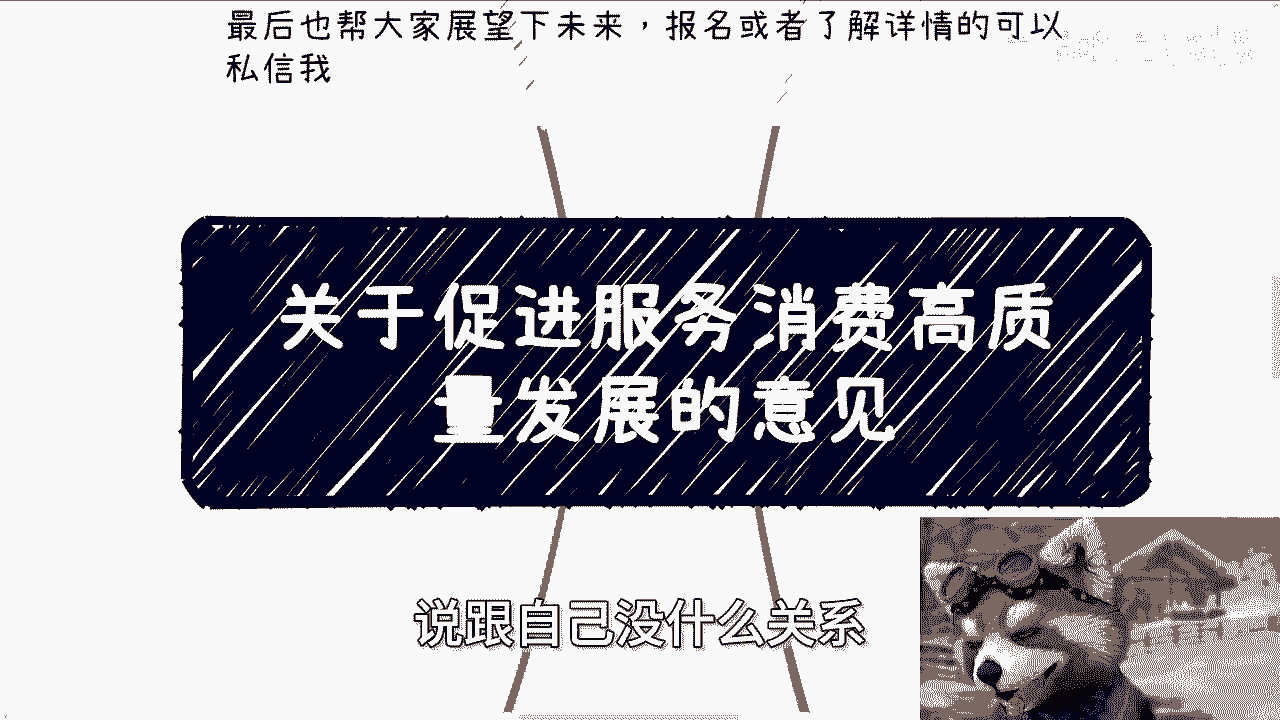 最后也帮大家展望下未来，报名或者了解详情的可以
私信我
关于促进服务消费高质
量发展的意见
说跟自己没什么关系